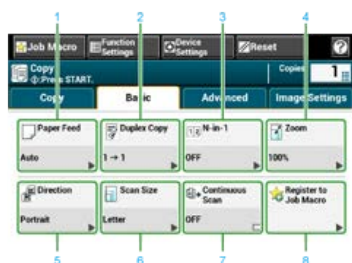 1 2 3 4
Job Macro Function Settings Device Settings Reset
Copy Copies 1
:Press START.
Copy Basic Advanced Image Settings
Paper Feed Duplex Copy N-in-1 Zoom
Auto 1→1 OFF 100%
Direction Scan Size Continuous Scan Register to Job Macro
Portrait Letter OFF
5 6 7 8